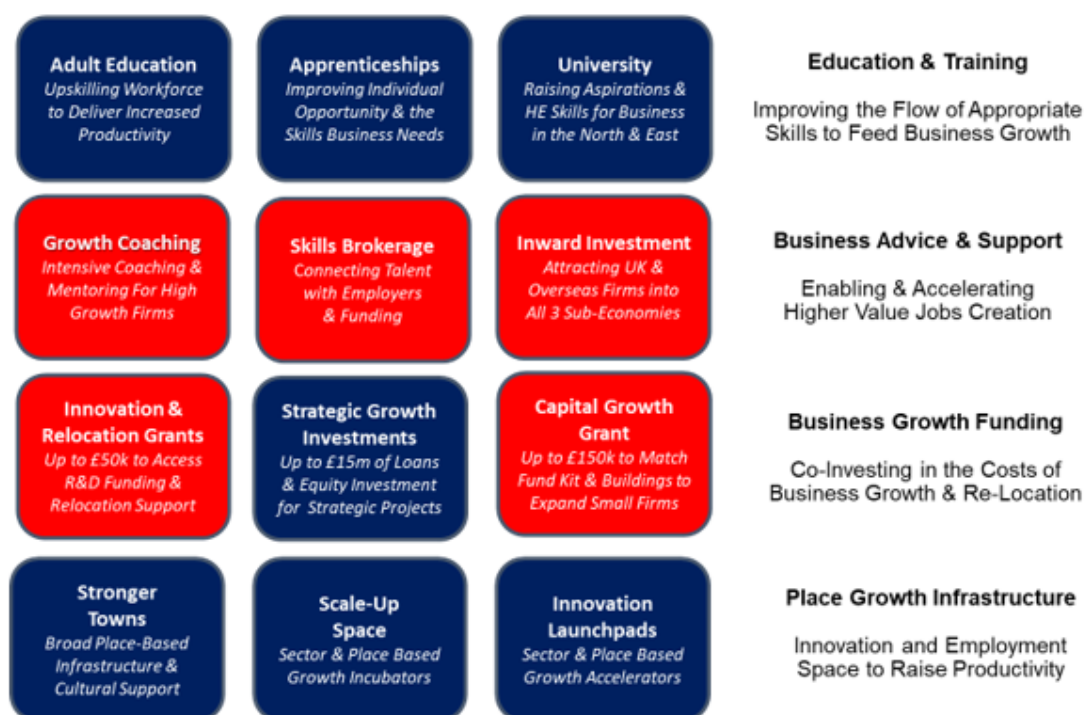 Adult Education
Upskilling Workforce
to Deliver Increased
Productivity
Apprenticeships
Improving Individual
Opportunity & the
Skills Business Needs
University
Raising Aspirations &
HE Skills for Business
in the North & East
Education & Training
Improving the Flow of Appropriate
Skills to Feed Business Growth
Growth Coaching
Intensive Coaching &
Mentoring For High
Growth Firms
Skills Brokerage
Connecting Talent
with Employers
& Funding
Inward Investment
Attracting UK &
Overseas Firms into
All 3 Sub-Economies
Business Advice & Support
Enabling & Accelerating
Higher Value Jobs Creation
Innovation &
Relocation Grants
Up to £50k to Access
R&D Funding &
Relocation Support
Strategic Growth
Investments
Up to £15m of Loans
& Equity Investment
for Strategic Projects
Capital Growth
Grant
Up to £150k to Match
Fund Kit & Buildings to
Expand Small Firms
Business Growth Funding
Co-Investing in the Costs of
Business Growth & Re-Location
Stronger
Towns
Broad Place-Based
Infrastructure &
Cultural Support
Scale-Up
Space
Sector & Place Based
Growth Incubators
Innovation
Launchpads
Sector & Place Based
Growth Accelerators
Place Growth Infrastructure
Innovation and Employment
Space to Raise Productivity